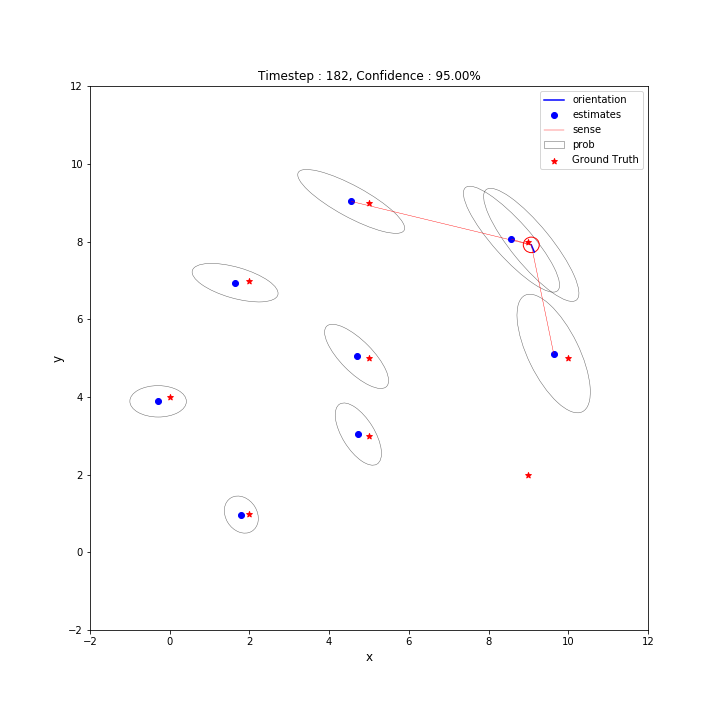 Timestep : 182, Confidence : 95.00%
orientation
estimates
sense
prob
Ground Truth
12
10
8
6
4
2
0
−2
y
−2 0 2 4 6 8 10 12
x